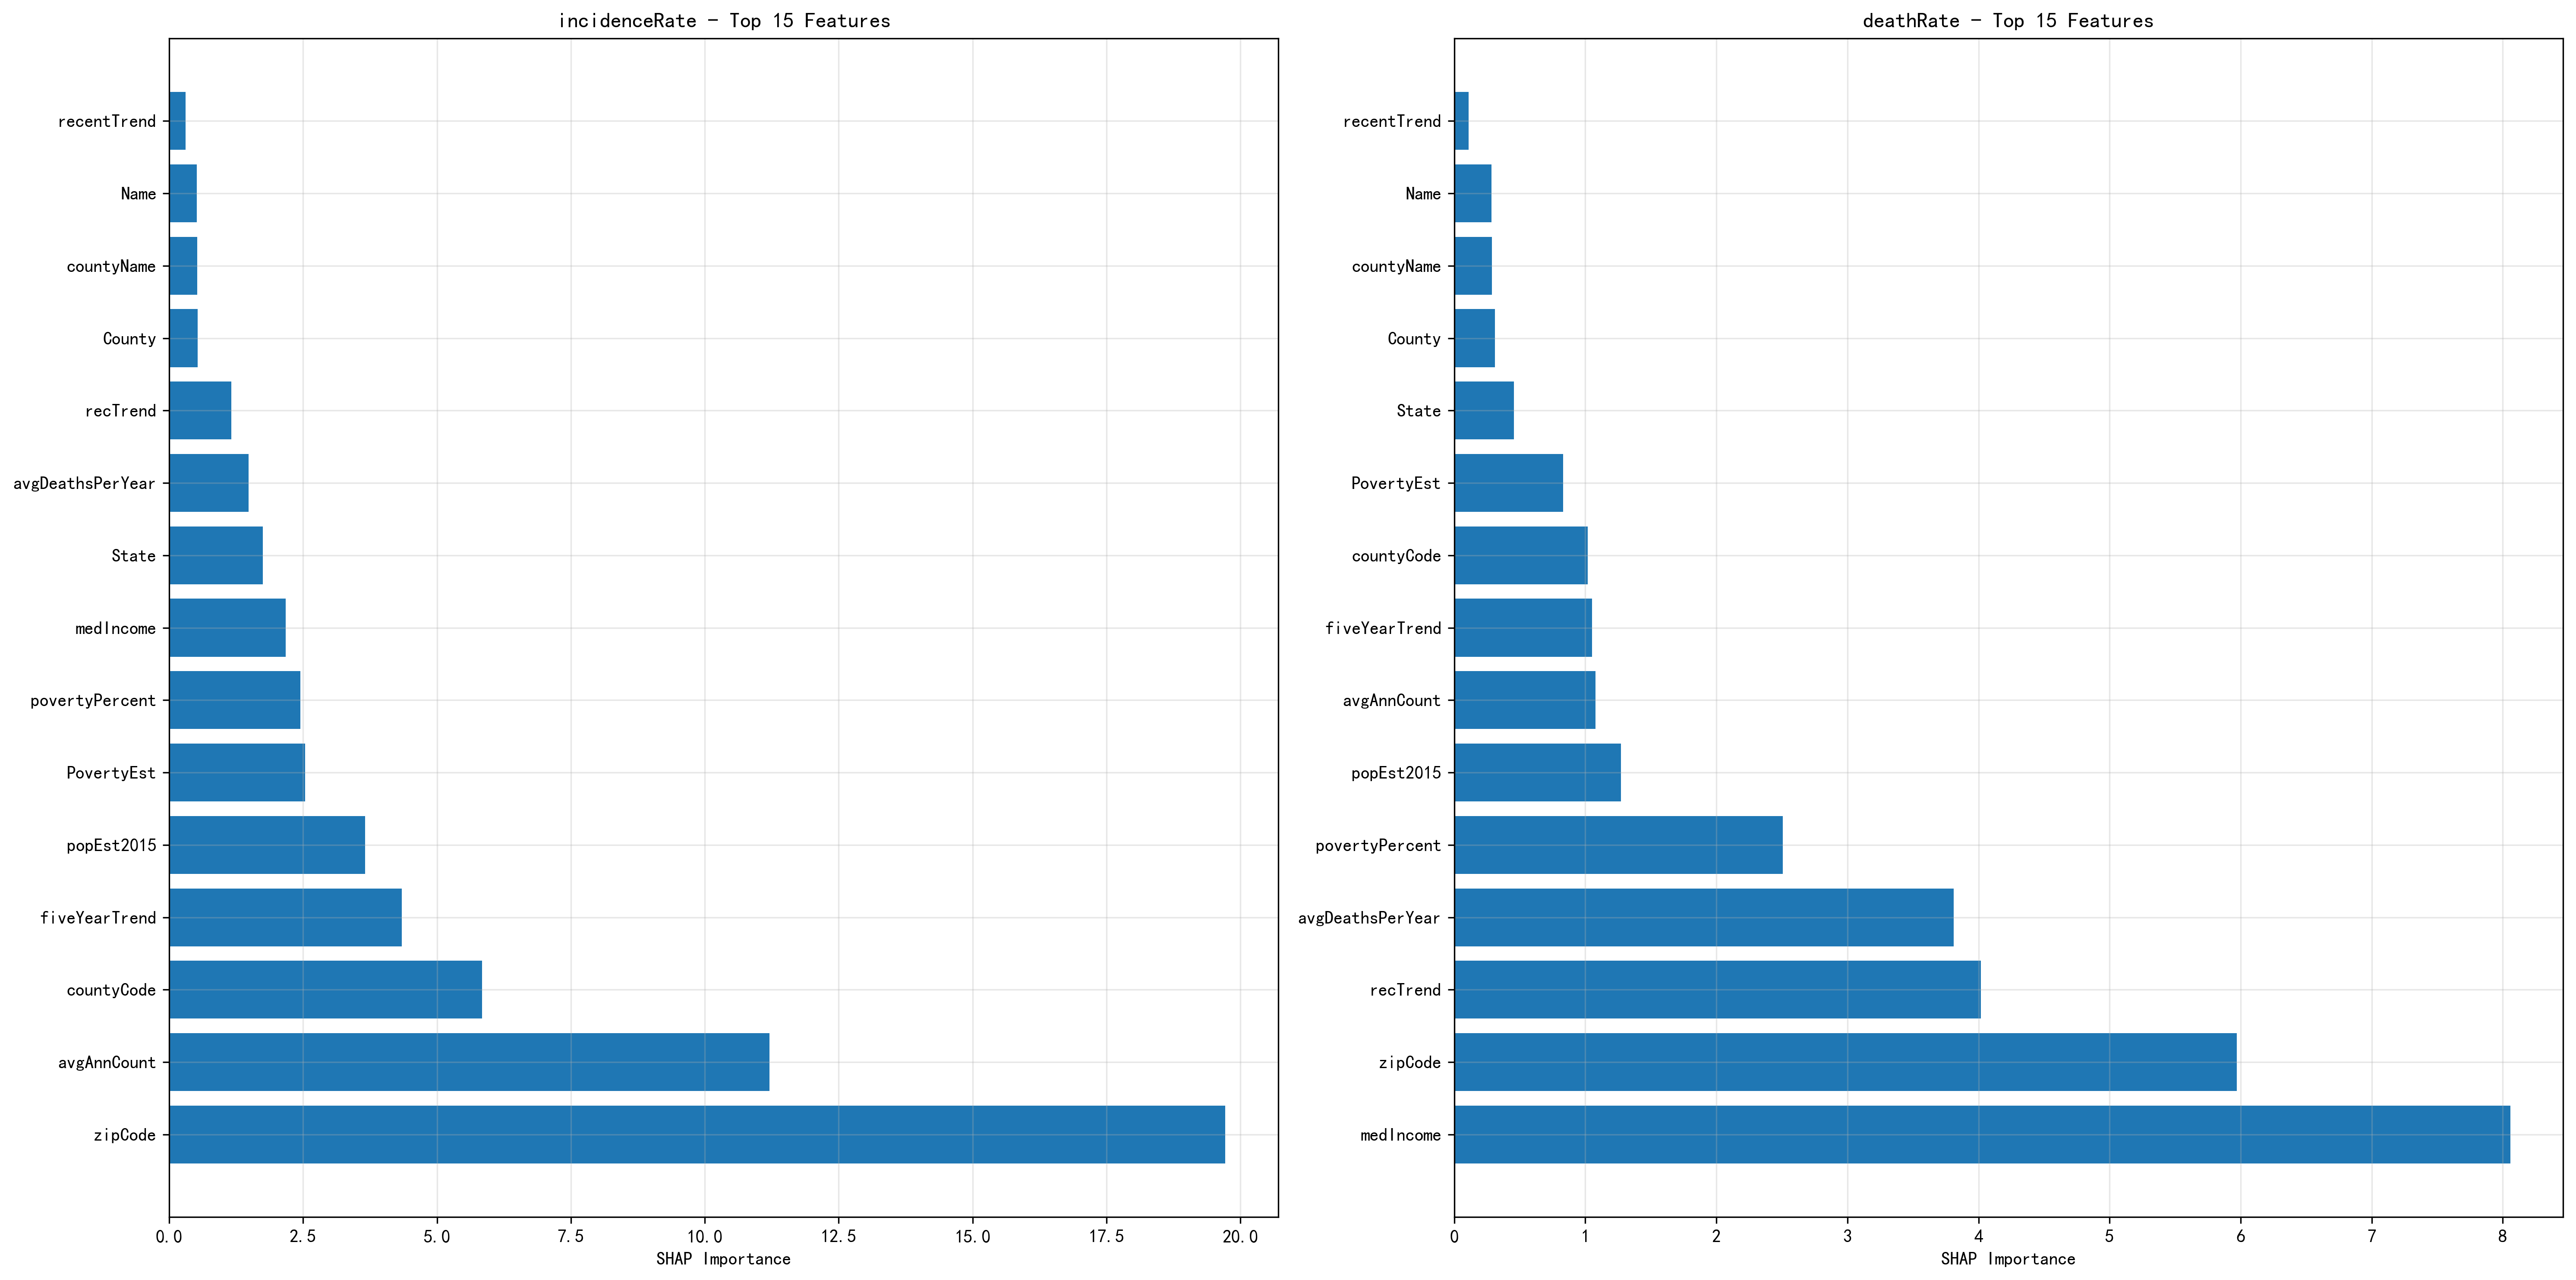 incidenceRate - Top 15 Features
recentTrend
Name
countyName
County
recTrend
avgDeathsPerYear
State
medIncome
povertyPercent
PovertyEst
popEst2015
fiveYearTrend
countyCode
avgAnnCount
zipCode
0.0 2.5 5.0 7.5 10.0 12.5 15.0 17.5 20.0
SHAP Importance
deathRate - Top 15 Features
recentTrend
Name
countyName
County
State
PovertyEst
countyCode
fiveYearTrend
avgAnnCount
popEst2015
povertyPercent
avgDeathsPerYear
recTrend
zipCode
medIncome
0 1 2 3 4 5 6 7 8
SHAP Importance